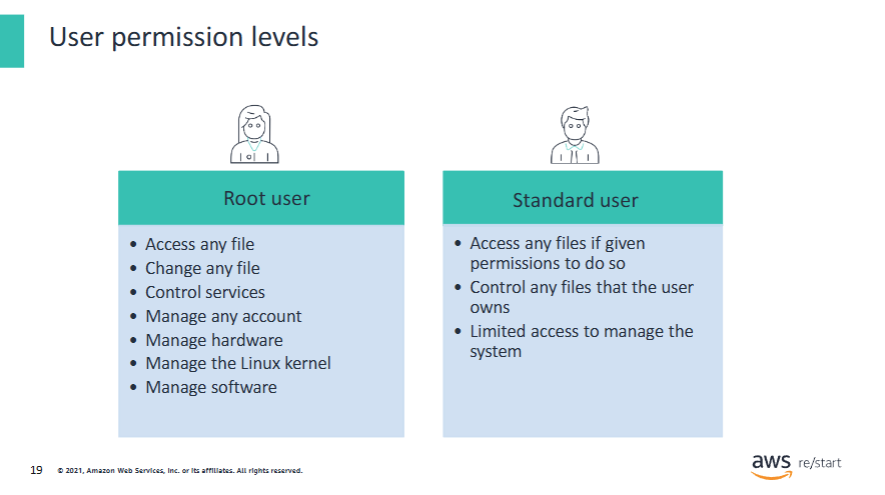 User permission levels
Root user
• Access any file
• Change any file
• Control services
• Manage any account
• Manage hardware
• Manage the Linux kernel
• Manage software
Standard user
• Access any files if given
permissions to do so
• Control any files that the user
owns
• Limited access to manage the
system
19 © 2021, Amazon Web Services, Inc. or its affiliates. All rights reserved.
aws re/start